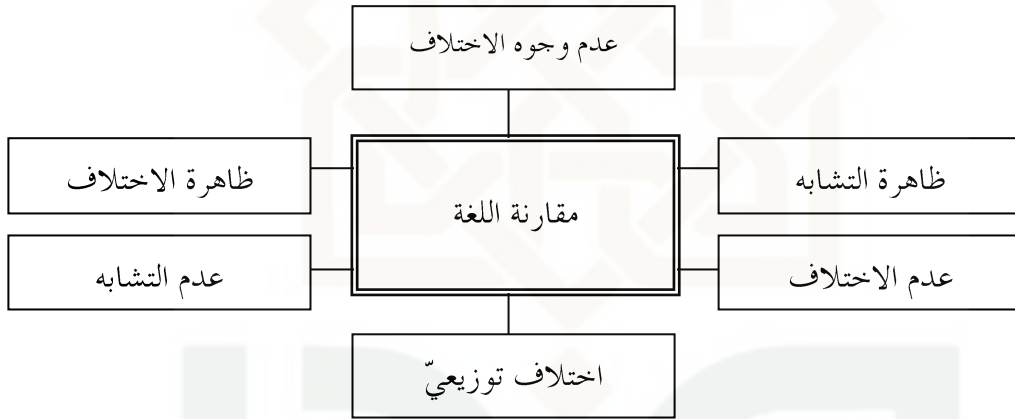 عدم وجوه الاختلاف
ظاهرة التشابه
ظاهرة الاختلاف
مقارنة اللغة
عدم الاختلاف
عدم التشابه
اختلاف توزيعيّ